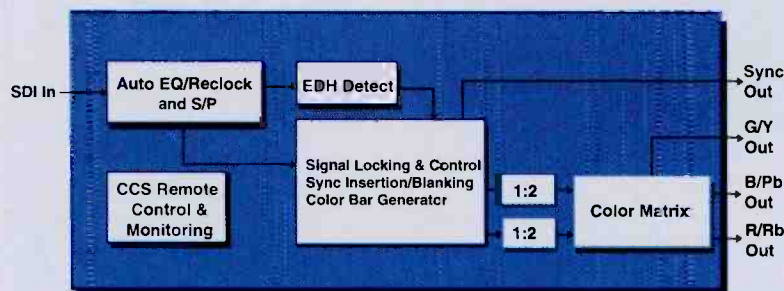 SDI In
Auto EQ/Reclock
and S/P
EDH Detect
Sync
Out
G/Y
Out
CCS Remote
Control &
Monitoring
Signal Locking & Control
Sync Insertion/Blanking
Color Bar Generator
1:2
1:2
Color Matrix
B/Pb
Out
R/Rb
Out